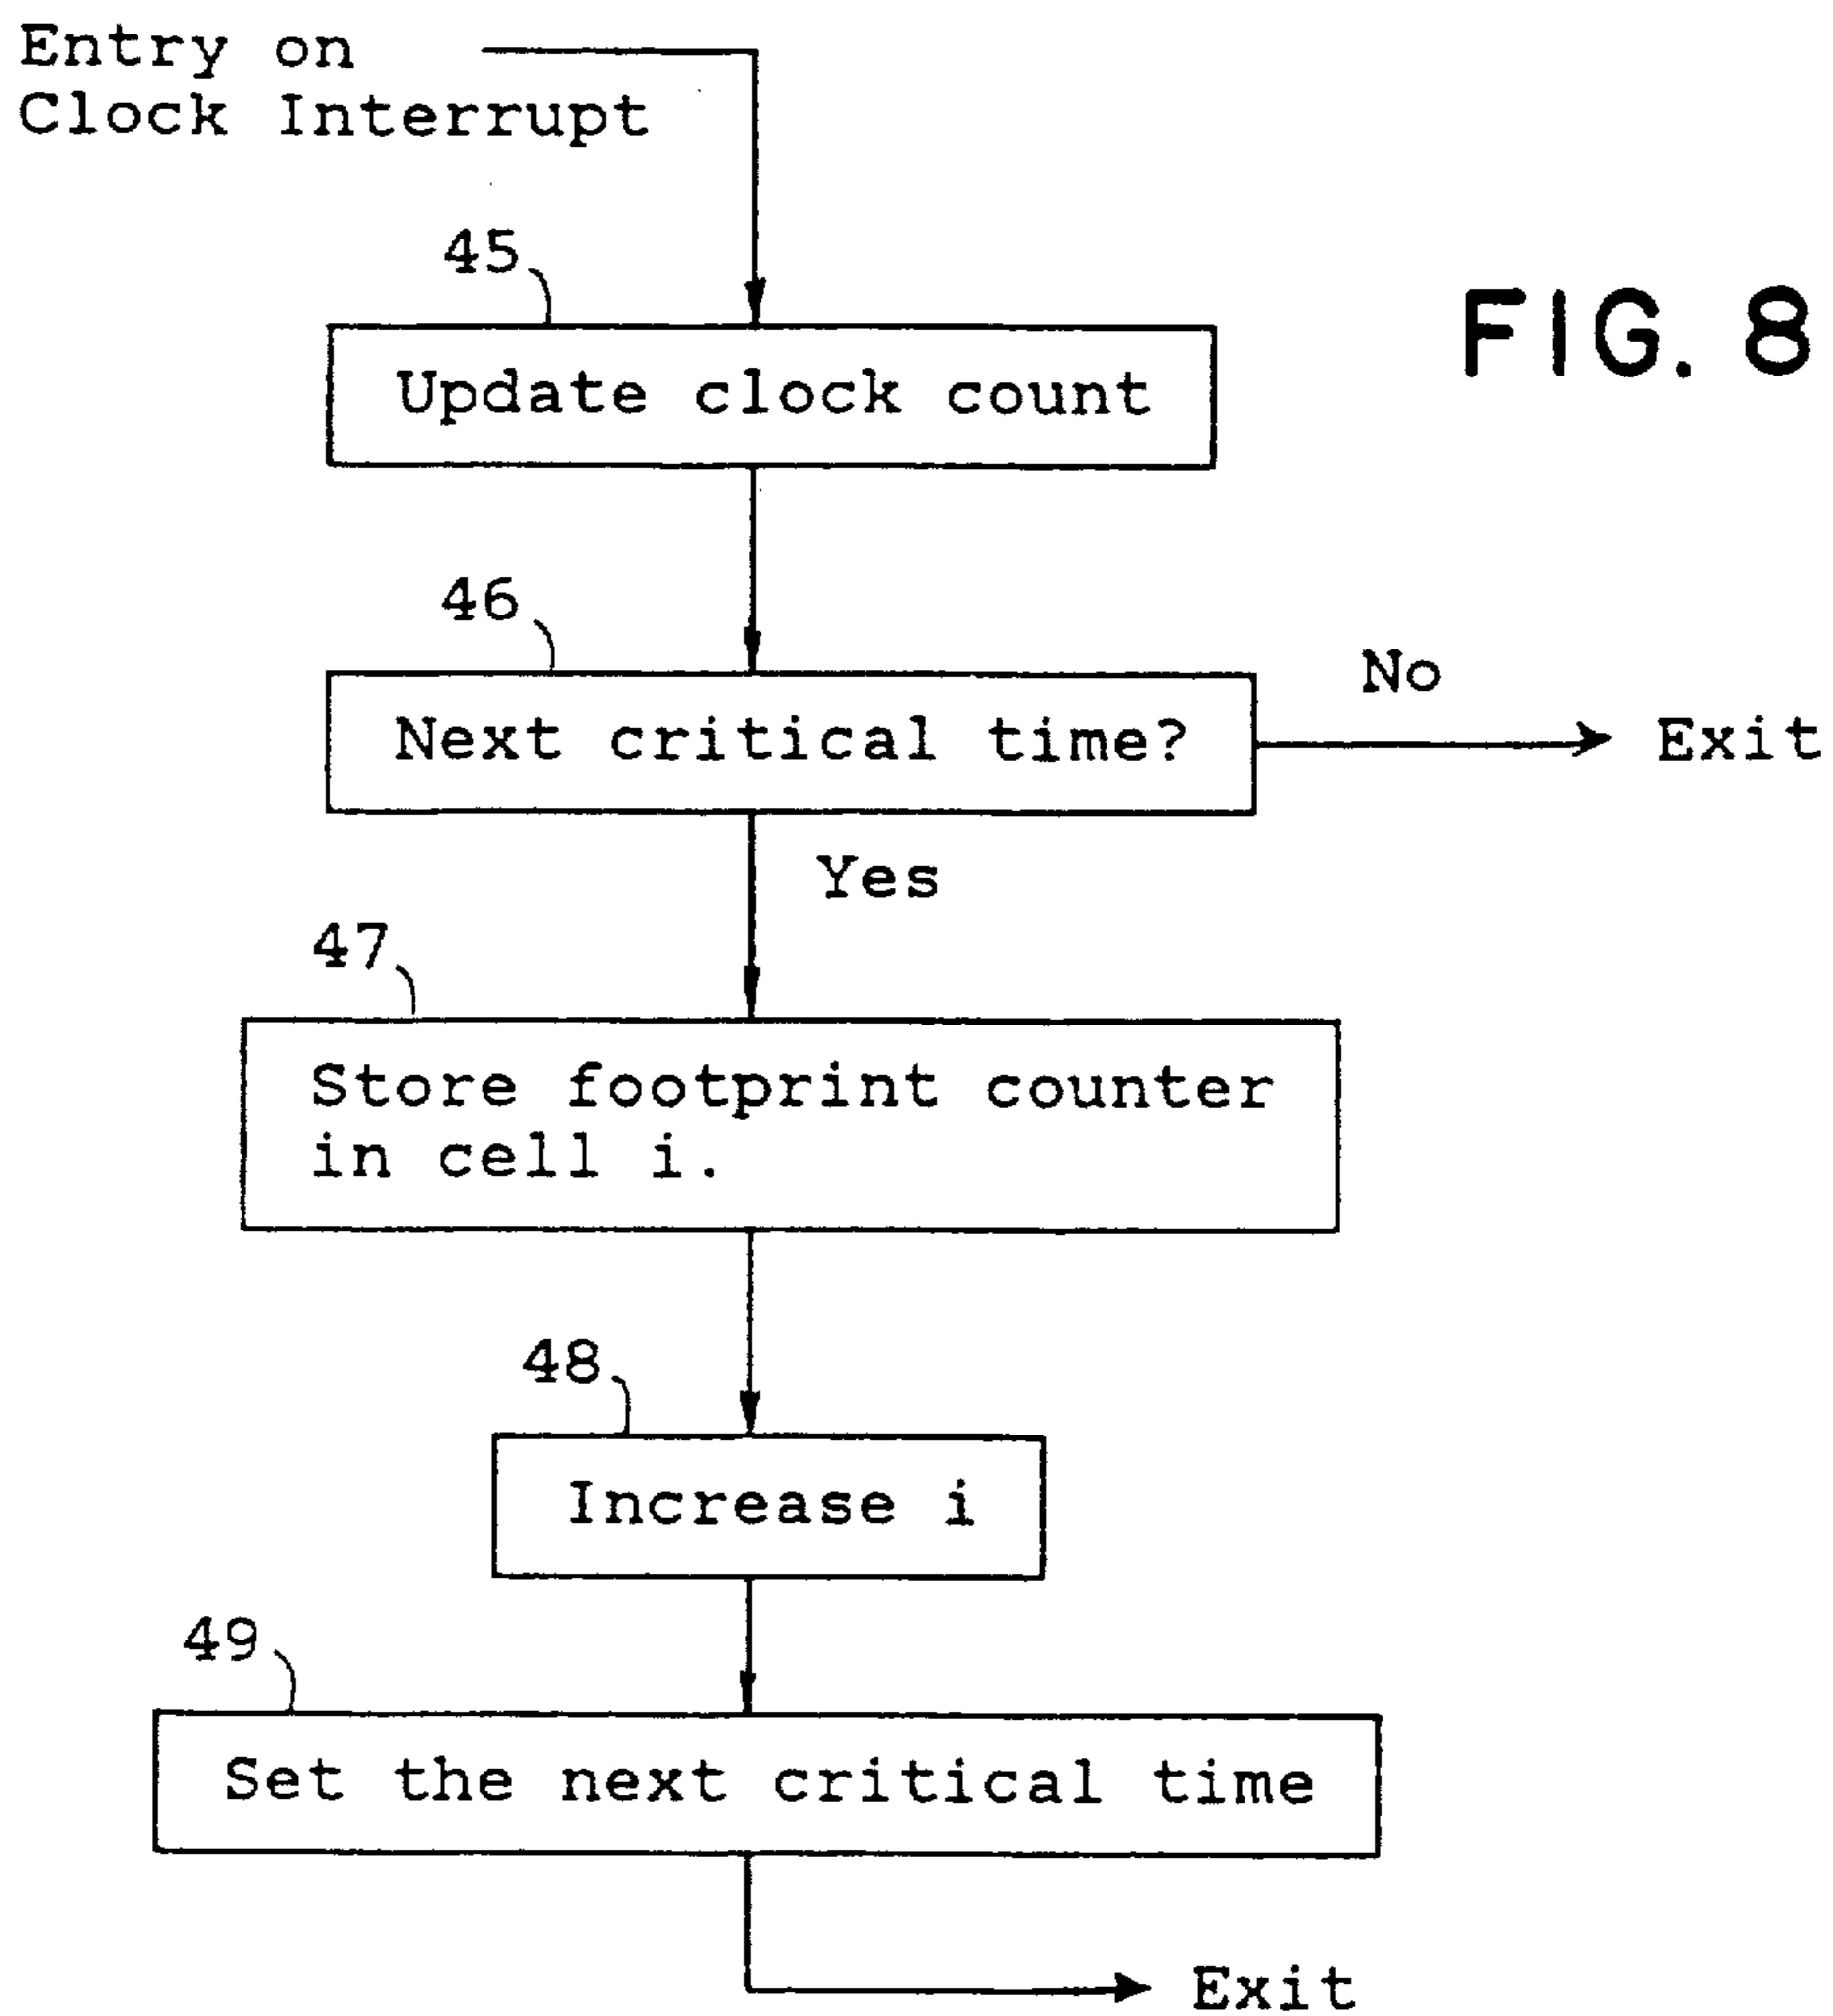 Entry on
Clock Interrupt
45
FIG. 8
Update clock count
46
No
Next critical time?
Exit
Yes
47
Store footprint counter
in cell i.
48
Increase i
49
Set the next critical time
Exit